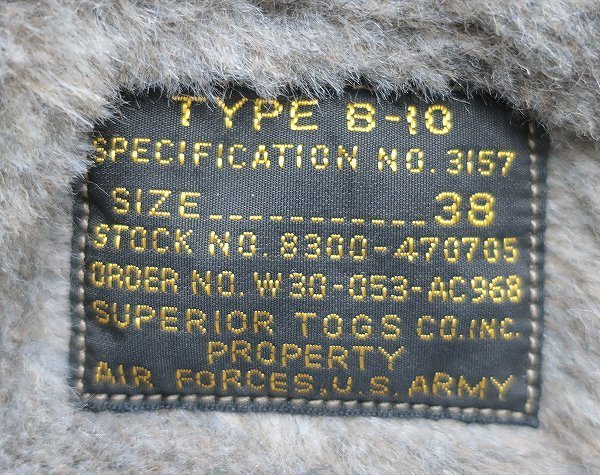 TYPE B-10
SPECIFICATION NO. 3157
SIZE____________38
STOCK NO. 8300-470705
ORDER NO. W 30-053-AC968
SUPERIOR TOGS CO. INC.
PROPERTY
AIR FORCES, U.S. ARMY